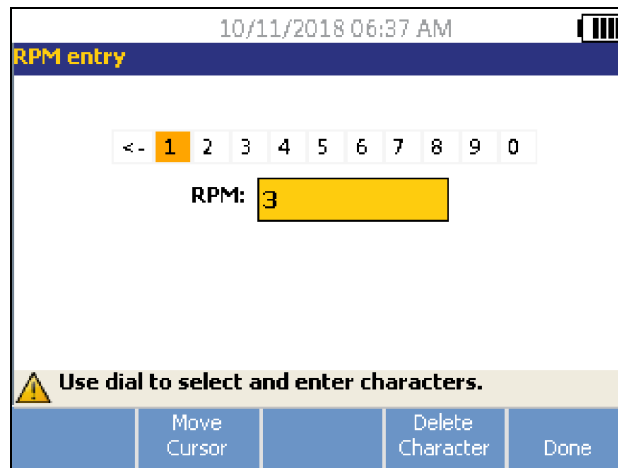 10/11/2018 06:37 AM
RPM entry
<- 1 2 3 4 5 6 7 8 9 0
RPM: 3
Use dial to select and enter characters.
Move Cursor
Delete Character
Done